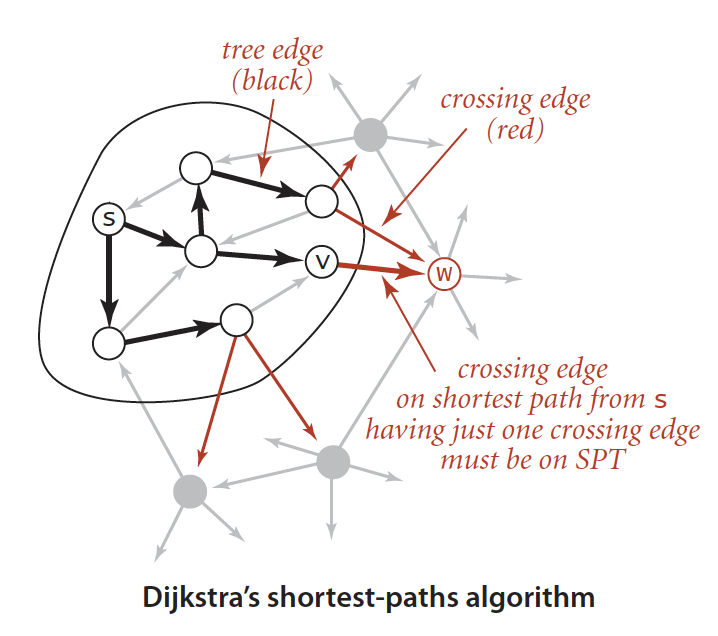 tree edge
(black)
crossing edge
(red)
s
v
w
crossing edge
on shortest path from s
having just one crossing edge
must be on SPT
Dijkstra’s shortest-paths algorithm